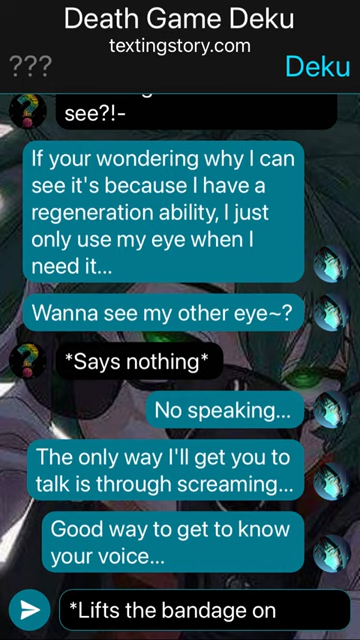 Death Game Deku
textingstory.com
???
Deku
see?!-
If your wondering why I can
see it's because I have a
regeneration ability, I just
only use my eye when I
need it...
Wanna see my other eye~?
*Says nothing*
No speaking...
The only way I'll get you to
talk is through screaming...
Good way to get to know
your voice...
*Lifts the bandage on